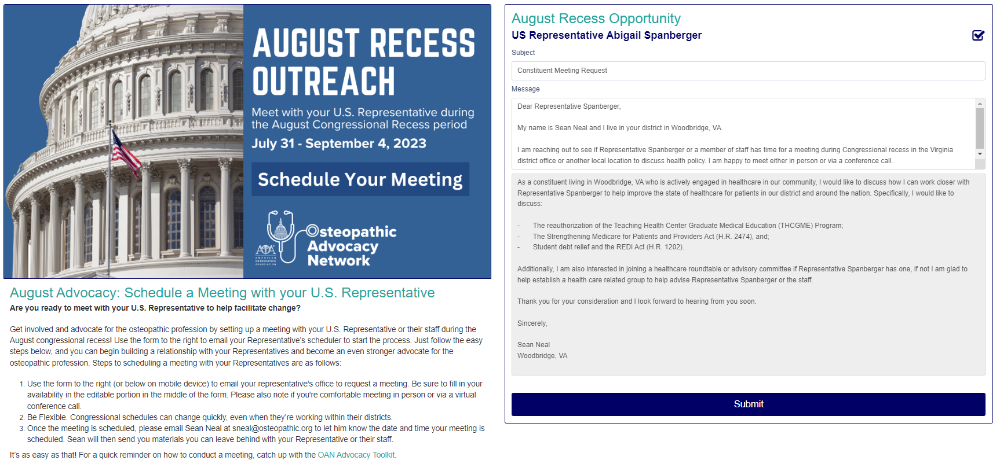 AUGUST RECESS
OUTREACH
Meet with your U.S. Representative during
the August Congressional Recess period
July 31 - September 4, 2023
Schedule Your Meeting
AOA
AMERICAN
OSTEOPATHIC
ASSOCIATION
Osteopathic
Advocacy
Network
August Advocacy: Schedule a Meeting with your U.S. Representative
Are you ready to meet with your U.S. Representative to help facilitate change?
Get involved and advocate for the osteopathic profession by setting up a meeting with your U.S. Representative or their staff during the
August congressional recess! Use the form to the right to email your Representative's scheduler to start the process. Just follow the easy
steps below, and you can begin building a relationship with your Representatives and become an even stronger advocate for the
osteopathic profession. Steps to scheduling a meeting with your Representatives are as follows:
1. Use the form to the right (or below on mobile device) to email your representative's office to request a meeting. Be sure to fill in your
availability in the editable portion in the middle of the form. Please also note if you're comfortable meeting in person or via a virtual
conference call.
2. Be Flexible. Congressional schedules can change quickly, even when they're working within their districts.
3. Once the meeting is scheduled, please email Sean Neal at sneal@osteopathic.org to let him know the date and time your meeting is
scheduled. Sean will then send you materials you can leave behind with your Representative or their staff.
It's as easy as that! For a quick reminder on how to conduct a meeting, catch up with the OAN Advocacy Toolkit.
August Recess Opportunity
US Representative Abigail Spanberger
Subject
Constituent Meeting Request
Message
Dear Representative Spanberger,
My name is Sean Neal and I live in your district in Woodbridge, VA.
I am reaching out to see if Representative Spanberger or a member of staff has time for a meeting during Congressional recess in the Virginia
district office or another local location to discuss health policy. I am happy to meet either in person or via a conference call.
As a constituent living in Woodbridge, VA who is actively engaged in healthcare in our community, I would like to discuss how I can work closer with
Representative Spanberger to help improve the state of healthcare for patients in our district and around the nation. Specifically, I would like to
discuss:
- The reauthorization of the Teaching Health Center Graduate Medical Education (THCGME) Program;
- The Strengthening Medicare for Patients and Providers Act (H.R. 2474), and;
- Student debt relief and the REDI Act (H.R. 1202).
Additionally, I am also interested in joining a healthcare roundtable or advisory committee if Representative Spanberger has one, if not I am glad to
help establish a health care related group to help advise Representative Spanberger or the staff.
Thank you for your consideration and I look forward to hearing from you soon.
Sincerely,
Sean Neal
Woodbridge, VA
Submit